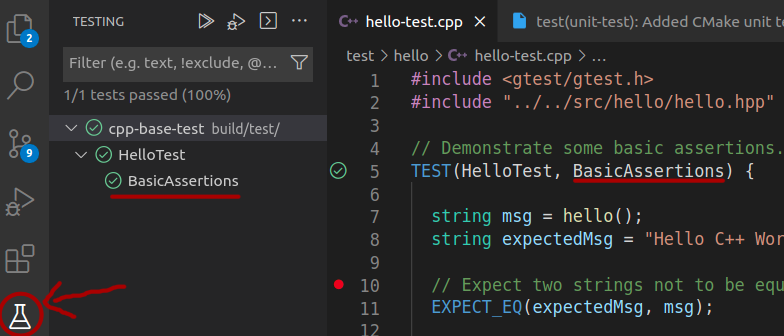 TESTING
Filter (e.g. text, !exclude, @…
1/1 tests passed (100%)
cpp-base-test build/test/
HelloTest
BasicAssertions
2
9
hello-test.cpp
test(unit-test): Added CMake unit te
test > hello > hello-test.cpp > …
1 #include <gtest/gtest.h>
2 #include "../../src/hello/hello.hpp"
3
4 // Demonstrate some basic assertions.
5 TEST(HelloTest, BasicAssertions) {
6
7 string msg = hello();
8 string expectedMsg = "Hello C++ Wor
9
10 // Expect two strings not to be equ
11 EXPECT_EQ(expectedMsg, msg);
12